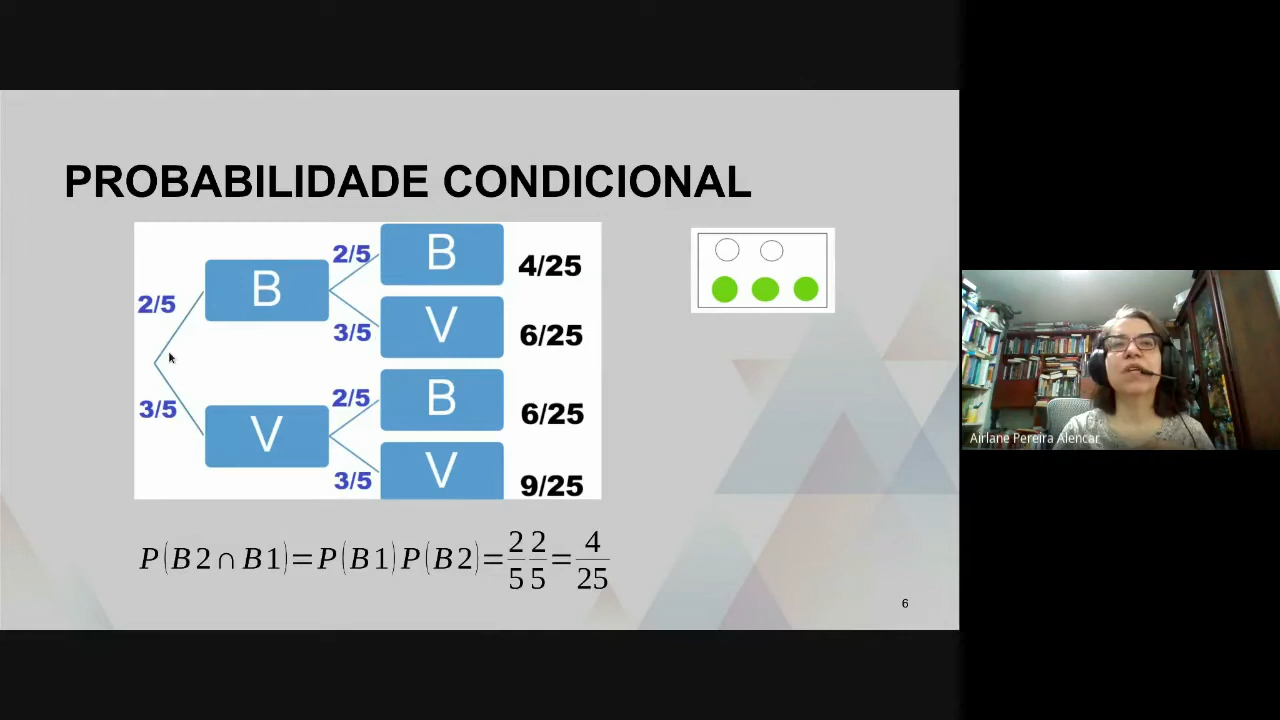 PROBABILIDADE CONDICIONAL
2/5
3/5
B
V
2/5
3/5
2/5
3/5
B
V
B
V
4/25
6/25
6/25
9/25
P(B2∩B1)=P(B1)P(B2)=2/5 2/5=4/25
6
Airlane Pereira Alencar